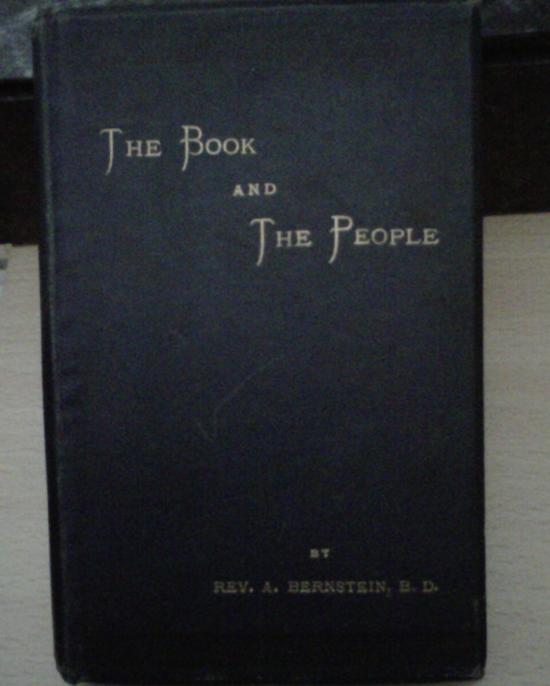 THE BOOK
AND
THE PEOPLE
BY
REV. A. BERNSTEIN, B. D.